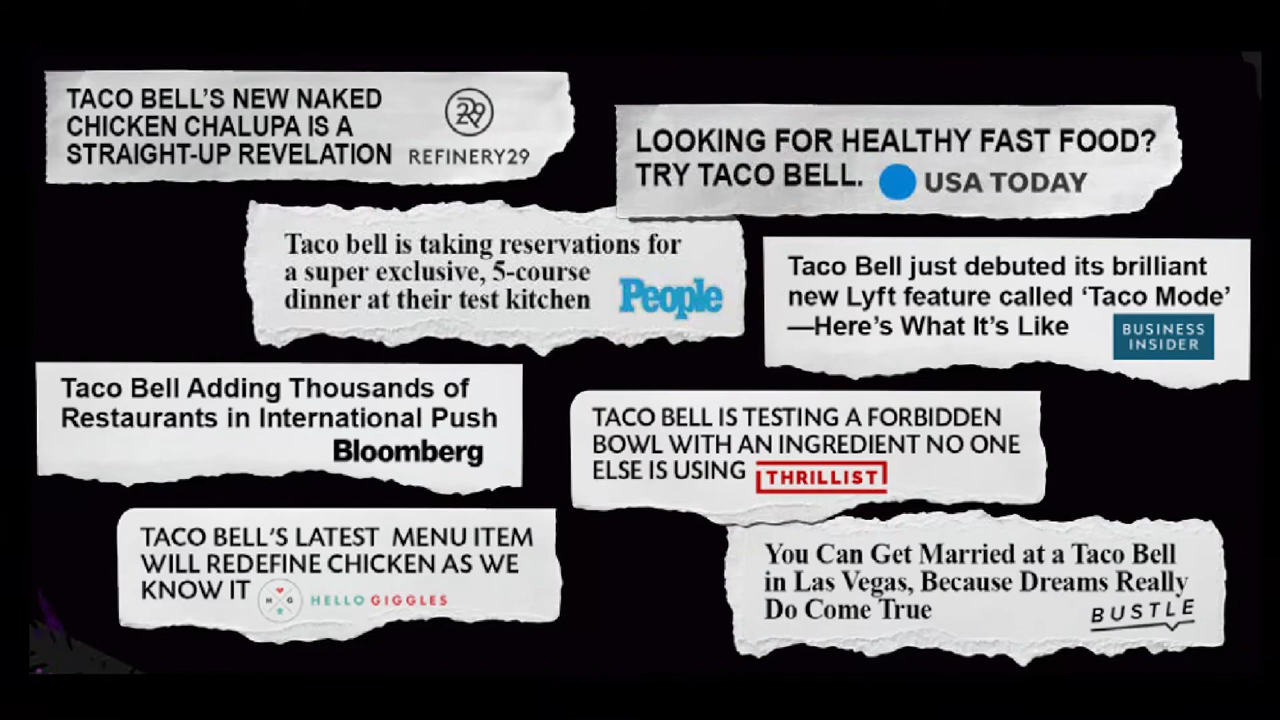 TACO BELL'S NEW NAKED
CHICKEN CHALUPA IS A
STRAIGHT-UP REVELATION
R29
REFINERY29
LOOKING FOR HEALTHY FAST FOOD?
TRY TACO BELL.
USA TODAY
Taco bell is taking reservations for
a super exclusive, 5-course
dinner at their test kitchen
People
Taco Bell just debuted its brilliant
new Lyft feature called ‘Taco Mode’
—Here's What It's Like
BUSINESS
INSIDER
Taco Bell Adding Thousands of
Restaurants in International Push
Bloomberg
TACO BELL IS TESTING A FORBIDDEN
BOWL WITH AN INGREDIENT NO ONE
ELSE IS USING
THRILLIST
TACO BELL'S LATEST MENU ITEM
WILL REDEFINE CHICKEN AS WE
KNOW IT
H G
HELLO GIGGLES
You Can Get Married at a Taco Bell
in Las Vegas, Because Dreams Really
Do Come True
BUSTLE